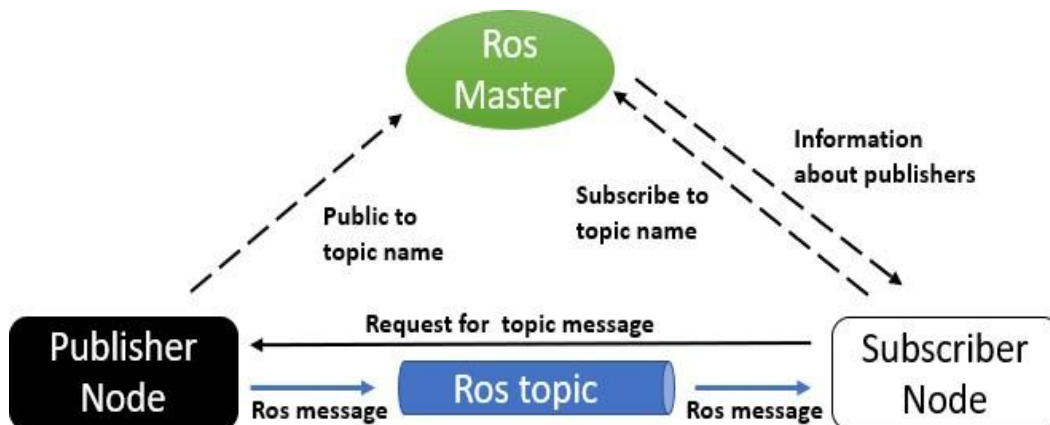 Ros
Master
Information
about publishers
Subscribe to
topic name
Public to
topic name
Request for topic message
Publisher
Node
Ros topic
Subscriber
Node
Ros message
Ros message